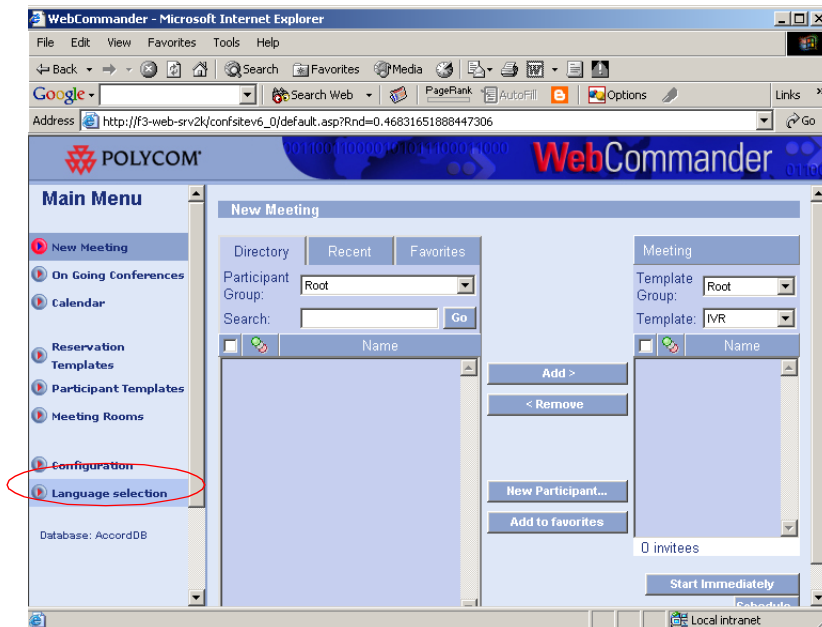 WebCommander - Microsoft Internet Explorer
File Edit View Favorites Tools Help
Back Search Favorites Media
Google Search Web PageRank AutoFill Options Links »
Address http://f3-web-srv2k/confsitev6_0/default.asp?Rnd=0.46831651888447306 Go
POLYCOM WebCommander
Main Menu
New Meeting
On Going Conferences
Calendar
Reservation
Templates
Participant Templates
Meeting Rooms
Configuration
Language selection
Database: AccordDB
New Meeting
Directory Recent Favorites
Participant
Group: Root
Search: Go
Name
Add >
< Remove
New Participant...
Add to favorites
Meeting
Template
Group: Root
Template: IVR
Name
0 invitees
Start Immediately
Schedule
Local intranet